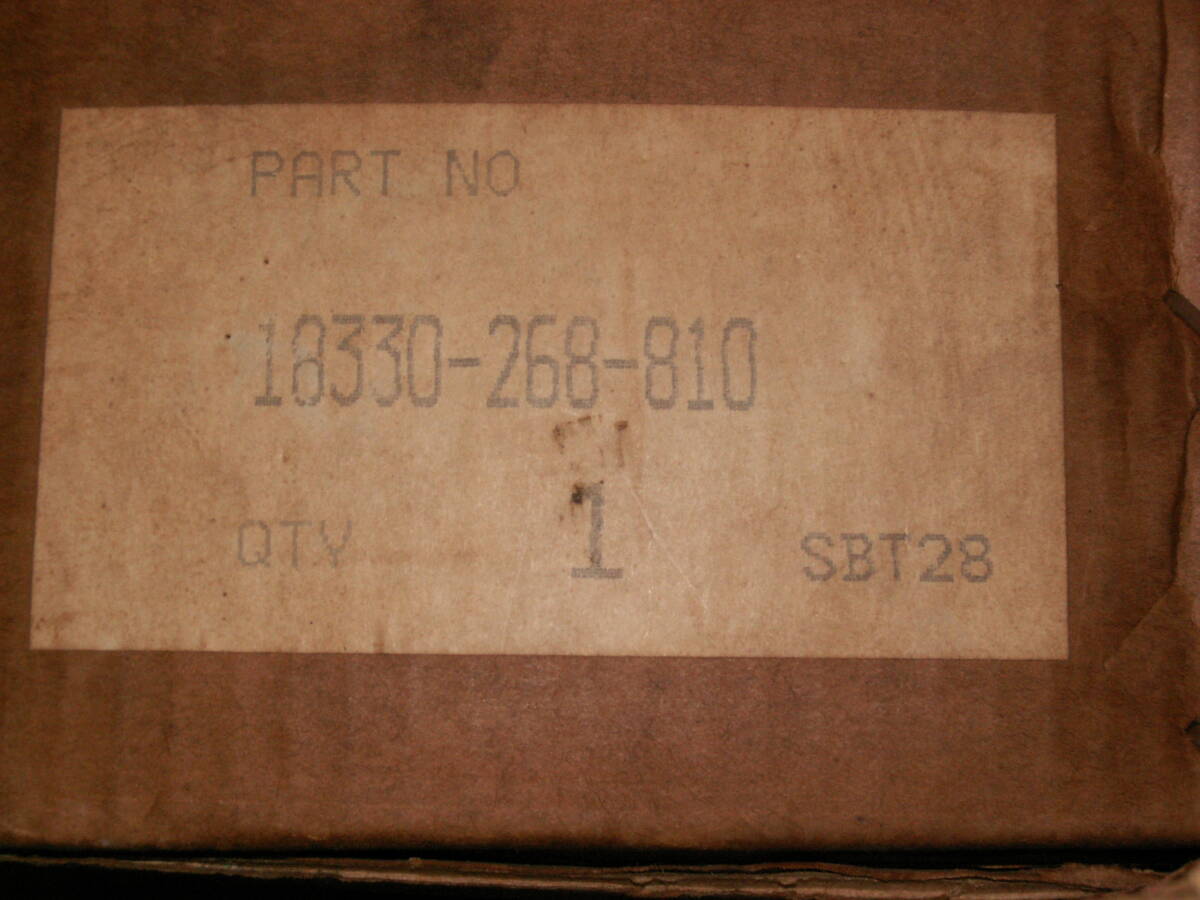 PART NO
18330-268-810
QTY 1 SBT28